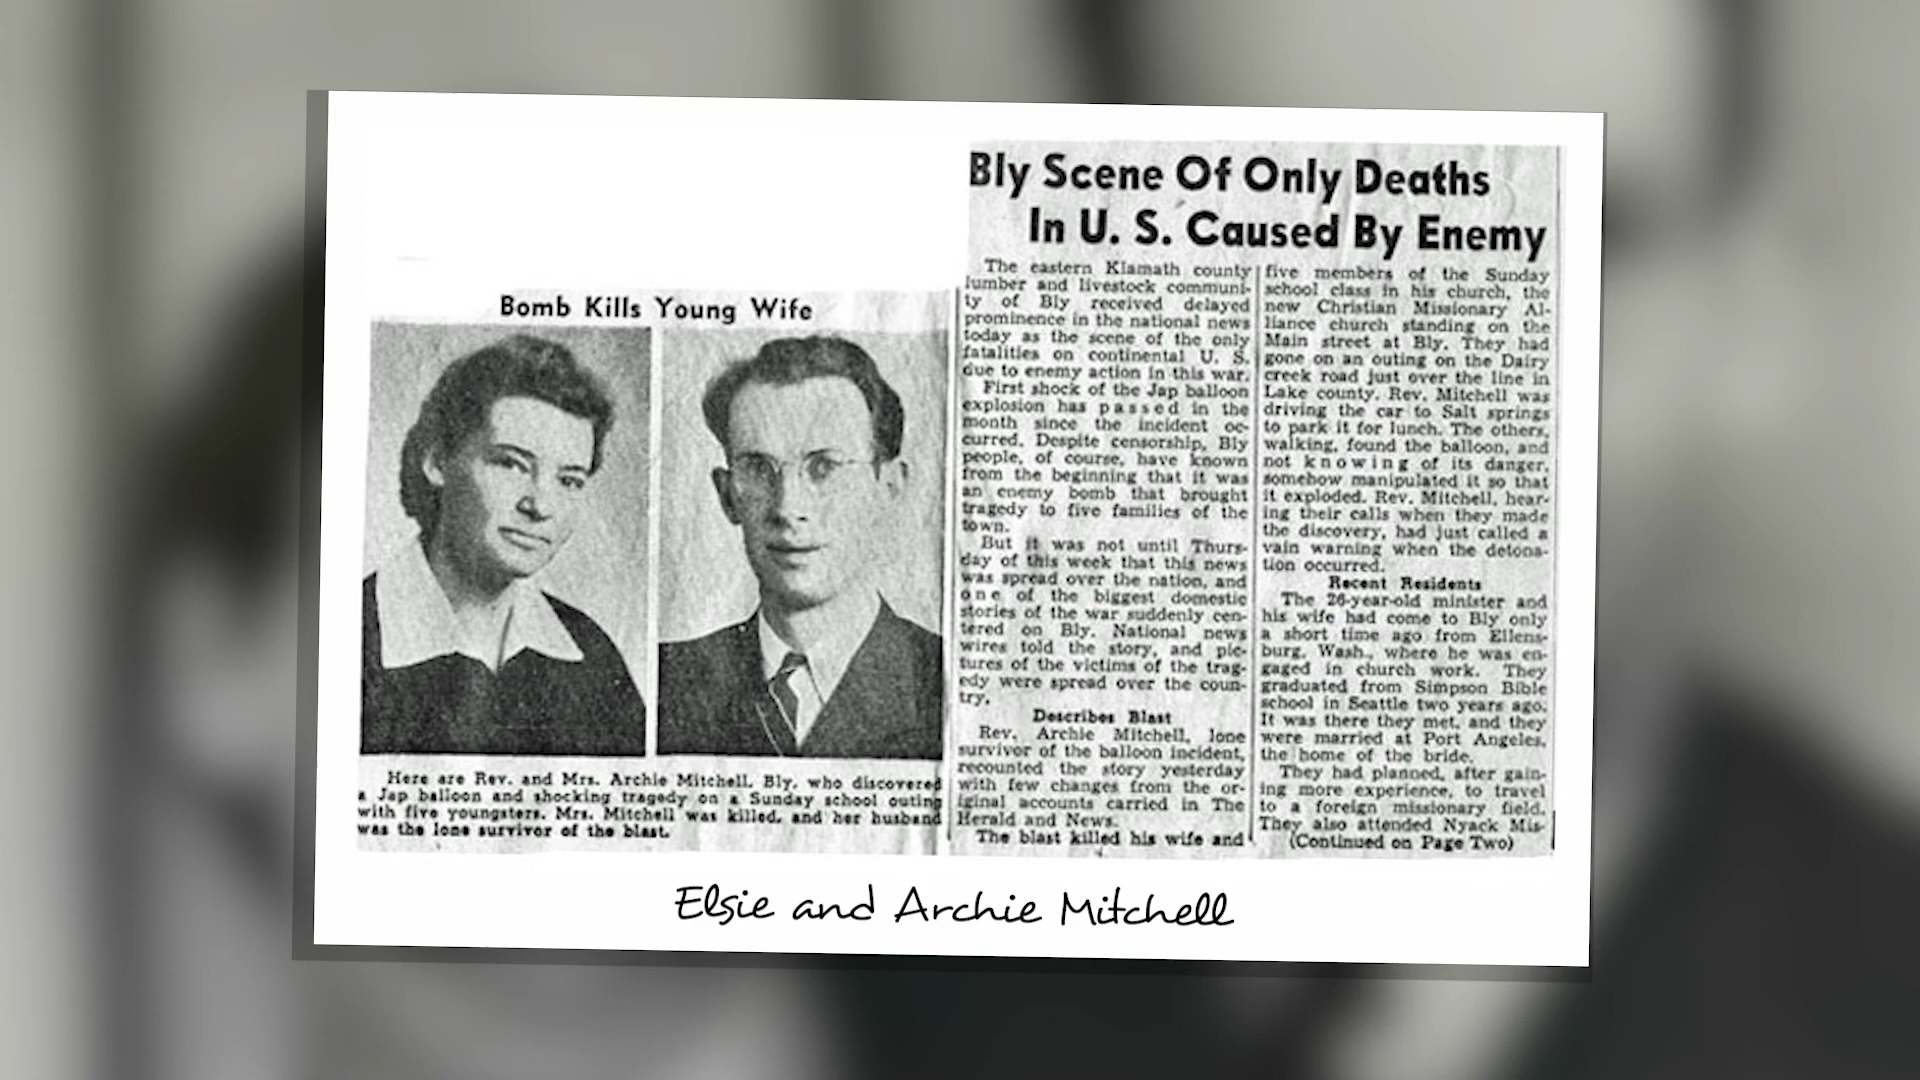 Bomb Kills Young Wife
Here are Rev. and Mrs. Archie Mitchell, Bly, who discovered
a Jap balloon and shocking tragedy on a Sunday school outing
with five youngsters. Mrs. Mitchell was killed, and her husband
was the lone survivor of the blast.
Bly Scene Of Only Deaths
In U. S. Caused By Enemy
The eastern Klamath county
lumber and livestock communi-
ty of Bly received delayed
prominence in the national news
today as the scene of the only
fatalities on continental U. S.
due to enemy action in this war.
First shock of the Jap balloon
explosion has passed in the
month since the incident oc-
curred. Despite censorship, Bly
people, of course, have known
from the beginning that it was
an enemy bomb that brought
tragedy to five families of the
town.
But it was not until Thurs-
day of this week that this news
was spread over the nation, and
one of the biggest domestic
stories of the war suddenly cen-
tered on Bly. National news
wires told the story, and pic-
tures of the victims of the trag-
edy were spread over the coun-
try.
Describes Blast
Rev. Archie Mitchell, lone
survivor of the balloon incident,
recounted the story yesterday
with few changes from the or-
iginal accounts carried in The
Herald and News.
The blast killed his wife and
five members of the Sunday
school class in his church, the
new Christian Missionary Al-
liance church standing on the
Main street at Bly. They had
gone on an outing on the Dairy
creek road just over the line in
Lake county. Rev. Mitchell was
driving the car to Salt springs
to park it for lunch. The others,
walking, found the balloon, and
not knowing of its danger,
somehow manipulated it so that
it exploded. Rev. Mitchell, hear-
ing their calls when they made
the discovery, had just called a
vain warning when the detona-
tion occurred.
Recent Residents
The 26-year-old minister and
his wife had come to Bly only
a short time ago from Ellens-
burg, Wash., where he was en-
gaged in church work. They
graduated from Simpson Bible
school in Seattle two years ago.
It was there they met, and they
were married at Port Angeles,
the home of the bride.
They had planned, after gain-
ing more experience, to travel
to a foreign missionary field.
They also attended Nyack Mis-
(Continued on Page Two)
Elsie and Archie Mitchell